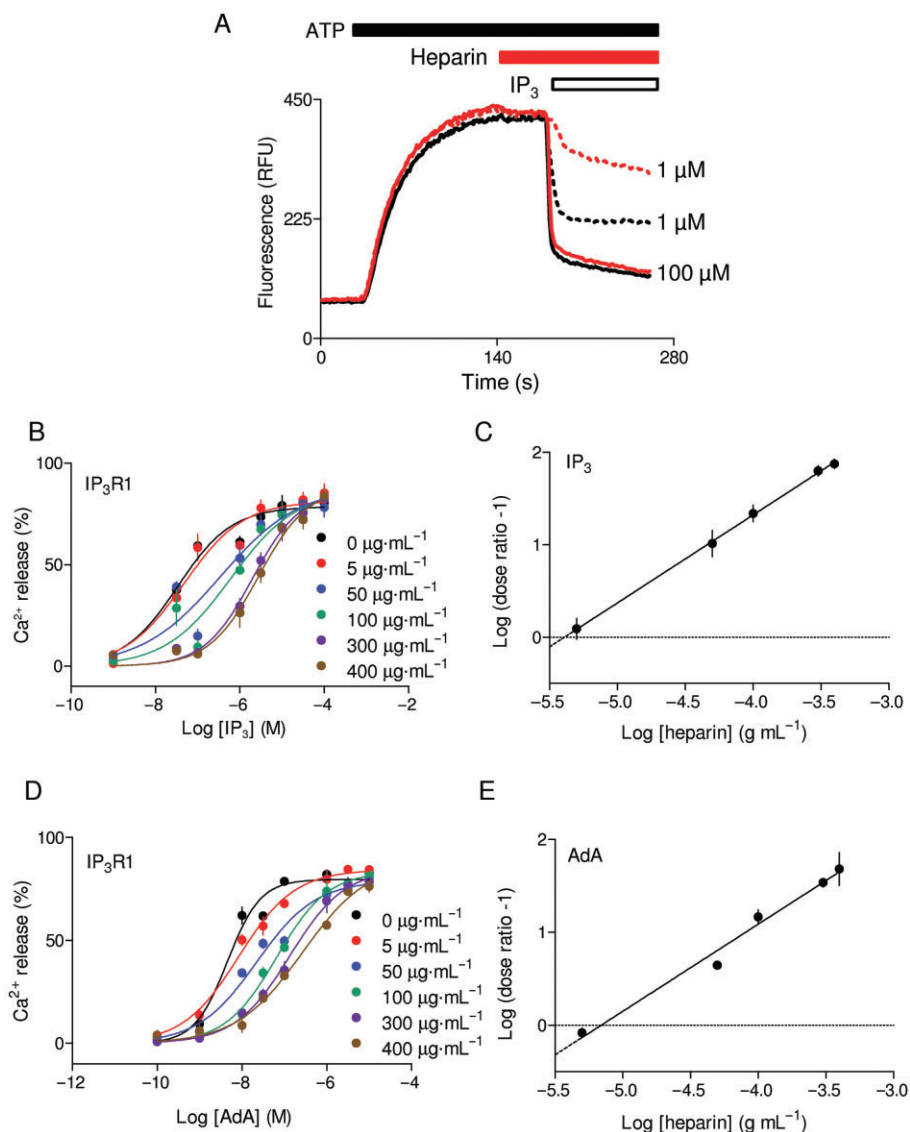 A
ATP
Heparin
IP₃
450
225
0
Fluorescence (RFU)
1 µM
1 µM
100 µM
0
140
280
Time (s)
B
IP₃R1
100
50
0
Ca²⁺ release (%)
0 µg·mL⁻¹
5 µg·mL⁻¹
50 µg·mL⁻¹
100 µg·mL⁻¹
300 µg·mL⁻¹
400 µg·mL⁻¹
−10
−8
−6
−4
−2
Log [IP₃] (M)
C
IP₃
2
1
0
Log (dose ratio -1)
−5.5
−5.0
−4.5
−4.0
−3.5
−3.0
Log [heparin] (g mL⁻¹)
D
IP₃R1
100
50
0
Ca²⁺ release (%)
0 µg·mL⁻¹
5 µg·mL⁻¹
50 µg·mL⁻¹
100 µg·mL⁻¹
300 µg·mL⁻¹
400 µg·mL⁻¹
−12
−10
−8
−6
−4
Log [AdA] (M)
E
AdA
2
1
0
Log (dose ratio -1)
−5.5
−5.0
−4.5
−4.0
−3.5
−3.0
Log [heparin] (g mL⁻¹)